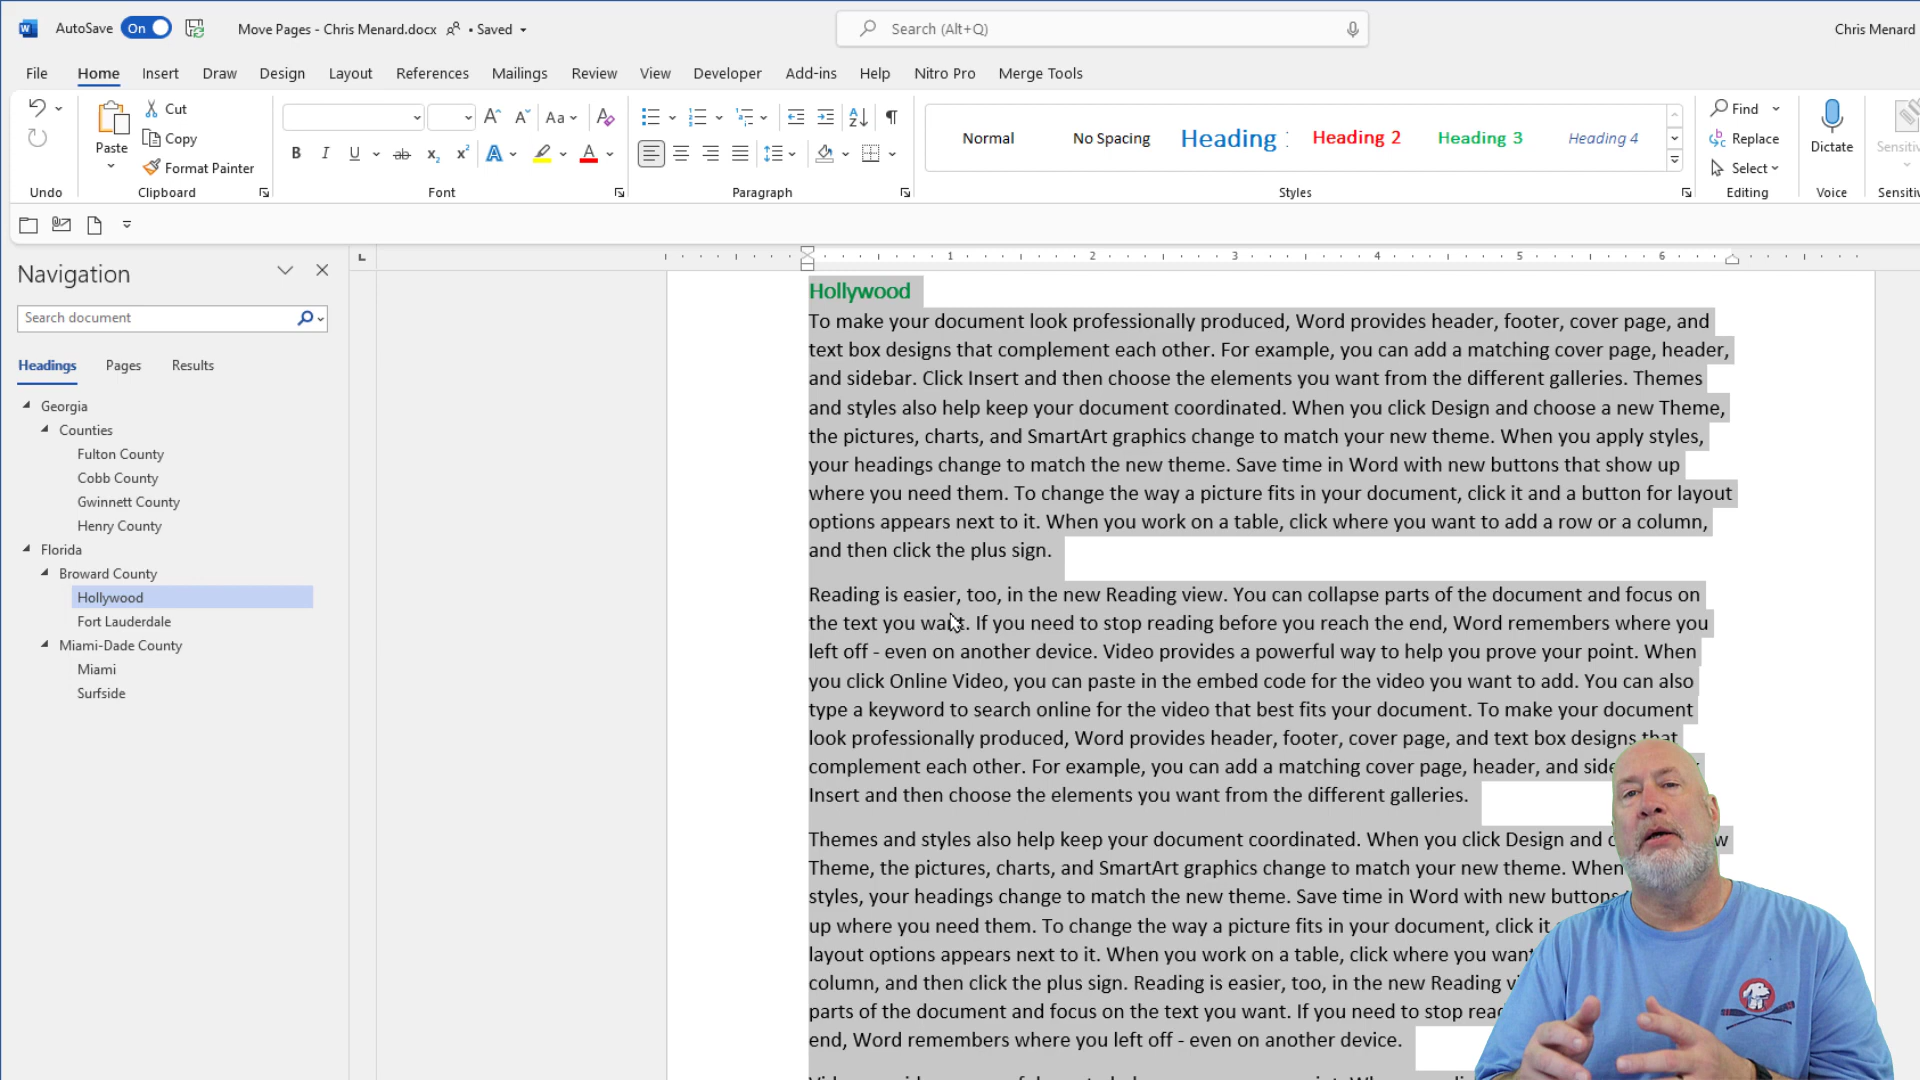 AutoSave On Move Pages - Chris Menard.docx • Saved Search (Alt+Q) Chris Menard
File Home Insert Draw Design Layout References Mailings Review View Developer Add-ins Help Nitro Pro Merge Tools
Paste Cut
Copy
Format Painter
Aa
B I U ab x₂ x² A A
Normal No Spacing Heading 1 Heading 2 Heading 3 Heading 4
Find
Replace
Select
Dictate
Undo Clipboard Font Paragraph Styles Editing Voice
1 2 3 4 5 6
Navigation
Search document
Headings Pages Results
Georgia
Counties
Fulton County
Cobb County
Gwinnett County
Henry County
Florida
Broward County
Hollywood
Fort Lauderdale
Miami-Dade County
Miami
Surfside
Hollywood
To make your document look professionally produced, Word provides header, footer, cover page, and
text box designs that complement each other. For example, you can add a matching cover page, header,
and sidebar. Click Insert and then choose the elements you want from the different galleries. Themes
and styles also help keep your document coordinated. When you click Design and choose a new Theme,
the pictures, charts, and SmartArt graphics change to match your new theme. When you apply styles,
your headings change to match the new theme. Save time in Word with new buttons that show up
where you need them. To change the way a picture fits in your document, click it and a button for layout
options appears next to it. When you work on a table, click where you want to add a row or a column,
and then click the plus sign.
Reading is easier, too, in the new Reading view. You can collapse parts of the document and focus on
the text you want. If you need to stop reading before you reach the end, Word remembers where you
left off - even on another device. Video provides a powerful way to help you prove your point. When
you click Online Video, you can paste in the embed code for the video you want to add. You can also
type a keyword to search online for the video that best fits your document. To make your document
look professionally produced, Word provides header, footer, cover page, and text box designs that
complement each other. For example, you can add a matching cover page, header, and
Insert and then choose the elements you want from the different galleries.
Themes and styles also help keep your document coordinated. When you click Design and
Theme, the pictures, charts, and SmartArt graphics change to match your new theme. When
styles, your headings change to match the new theme. Save time in Word with new buttons
up where you need them. To change the way a picture fits in your document, click it
layout options appears next to it. When you work on a table, click where you want
column, and then click the plus sign. Reading is easier, too, in the new Reading
parts of the document and focus on the text you want. If you need to stop
end, Word remembers where you left off - even on another device.